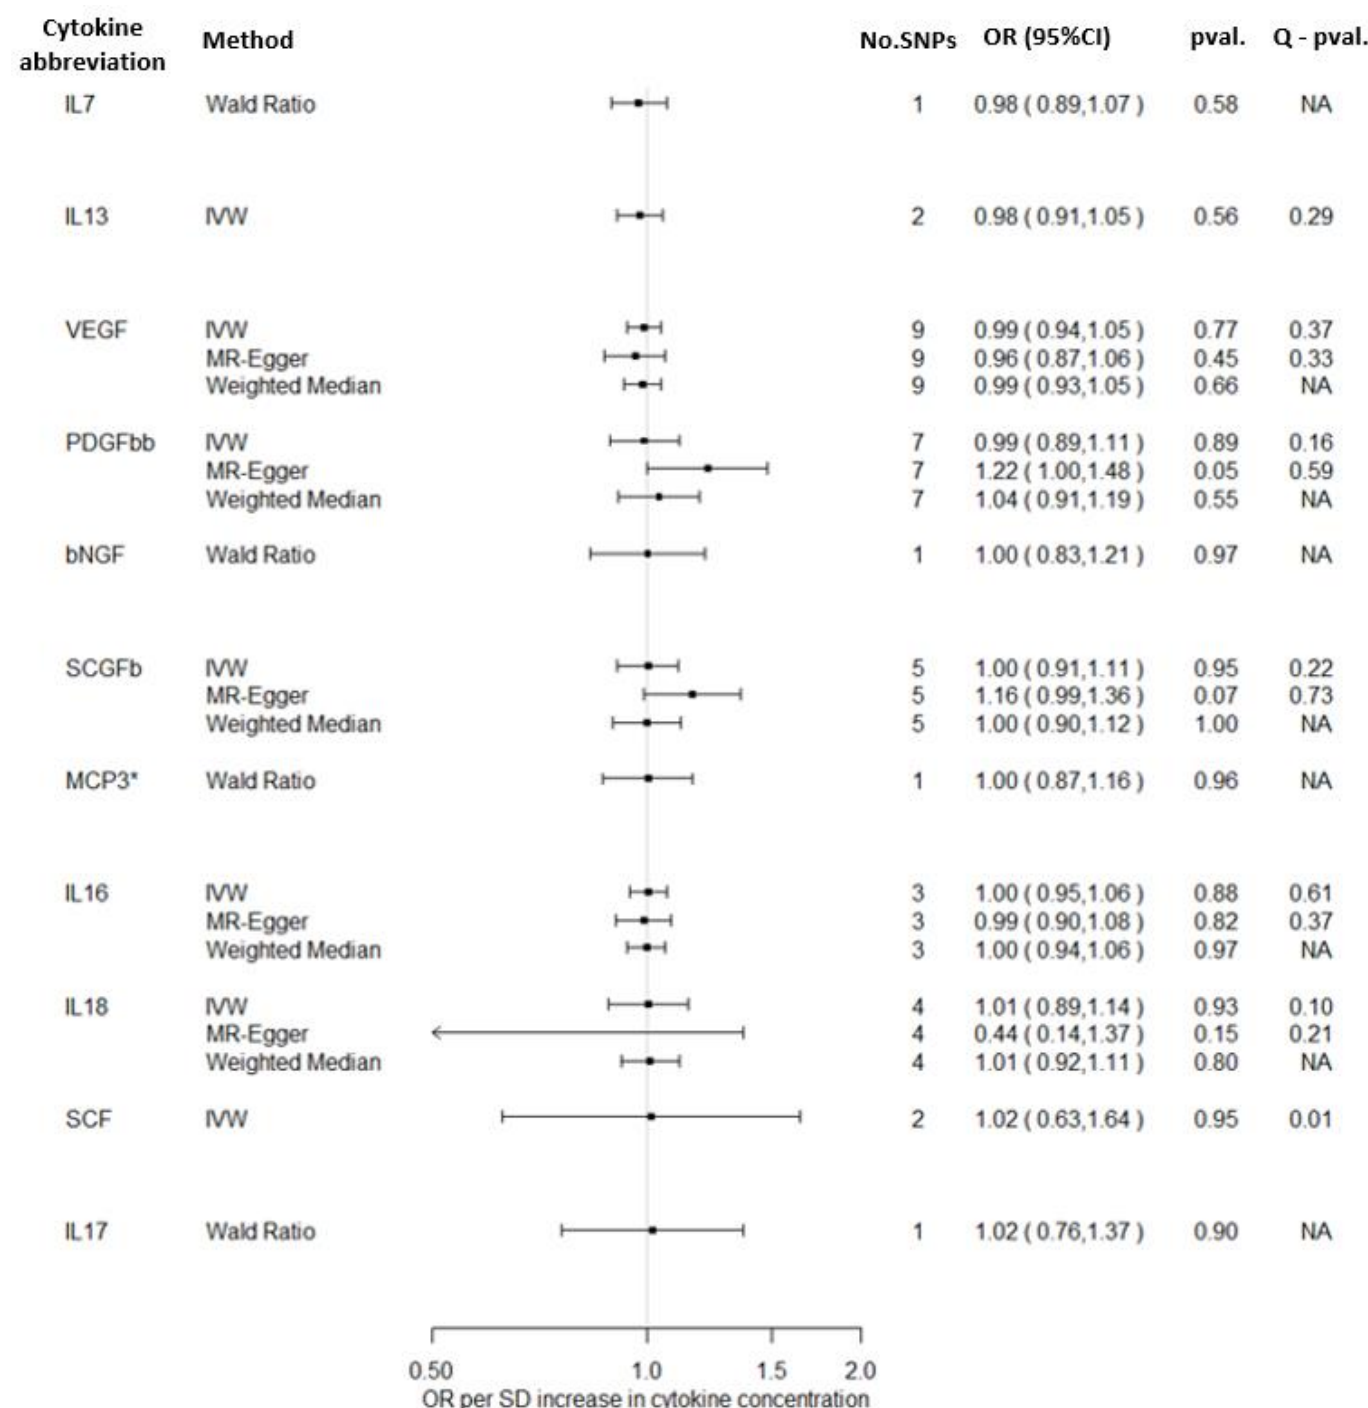 Cytokine abbreviation Method No.SNPs OR (95%CI) pval. Q - pval.
IL7 Wald Ratio 1 0.98 ( 0.89,1.07 ) 0.58 NA
IL13 IVW 2 0.98 ( 0.91,1.05 ) 0.56 0.29
VEGF IVW 9 0.99 ( 0.94,1.05 ) 0.77 0.37
MR-Egger 9 0.96 ( 0.87,1.06 ) 0.45 0.33
Weighted Median 9 0.99 ( 0.93,1.05 ) 0.66 NA
PDGFbb IVW 7 0.99 ( 0.89,1.11 ) 0.89 0.16
MR-Egger 7 1.22 ( 1.00,1.48 ) 0.05 0.59
Weighted Median 7 1.04 ( 0.91,1.19 ) 0.55 NA
bNGF Wald Ratio 1 1.00 ( 0.83,1.21 ) 0.97 NA
SCGFb IVW 5 1.00 ( 0.91,1.11 ) 0.95 0.22
MR-Egger 5 1.16 ( 0.99,1.36 ) 0.07 0.73
Weighted Median 5 1.00 ( 0.90,1.12 ) 1.00 NA
MCP3* Wald Ratio 1 1.00 ( 0.87,1.16 ) 0.96 NA
IL16 IVW 3 1.00 ( 0.95,1.06 ) 0.88 0.61
MR-Egger 3 0.99 ( 0.90,1.08 ) 0.82 0.37
Weighted Median 3 1.00 ( 0.94,1.06 ) 0.97 NA
IL18 IVW 4 1.01 ( 0.89,1.14 ) 0.93 0.10
MR-Egger 4 0.44 ( 0.14,1.37 ) 0.15 0.21
Weighted Median 4 1.01 ( 0.92,1.11 ) 0.80 NA
SCF IVW 2 1.02 ( 0.63,1.64 ) 0.95 0.01
IL17 Wald Ratio 1 1.02 ( 0.76,1.37 ) 0.90 NA
0.50 1.0 1.5 2.0
OR per SD increase in cytokine concentration